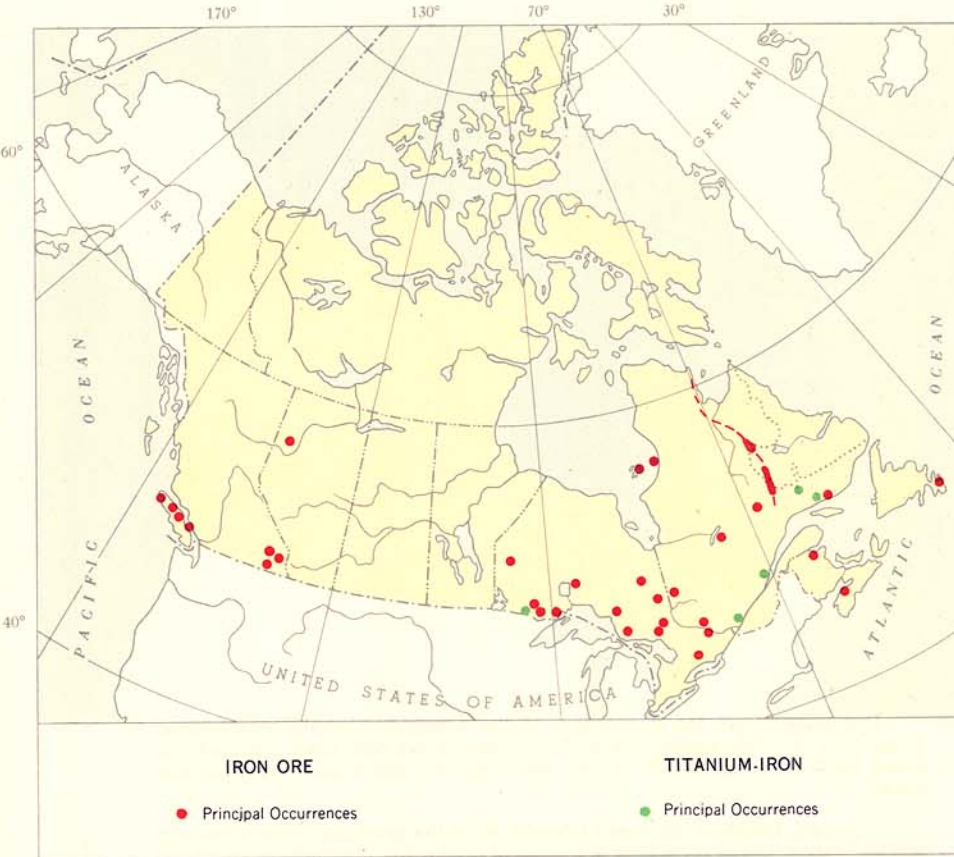 170° 130° 70° 30°
60°
40°
GREENLAND
ALASKA
PACIFIC OCEAN
ATLANTIC OCEAN
UNITED STATES OF AMERICA
IRON ORE
Principal Occurrences
TITANIUM-IRON
Principal Occurrences